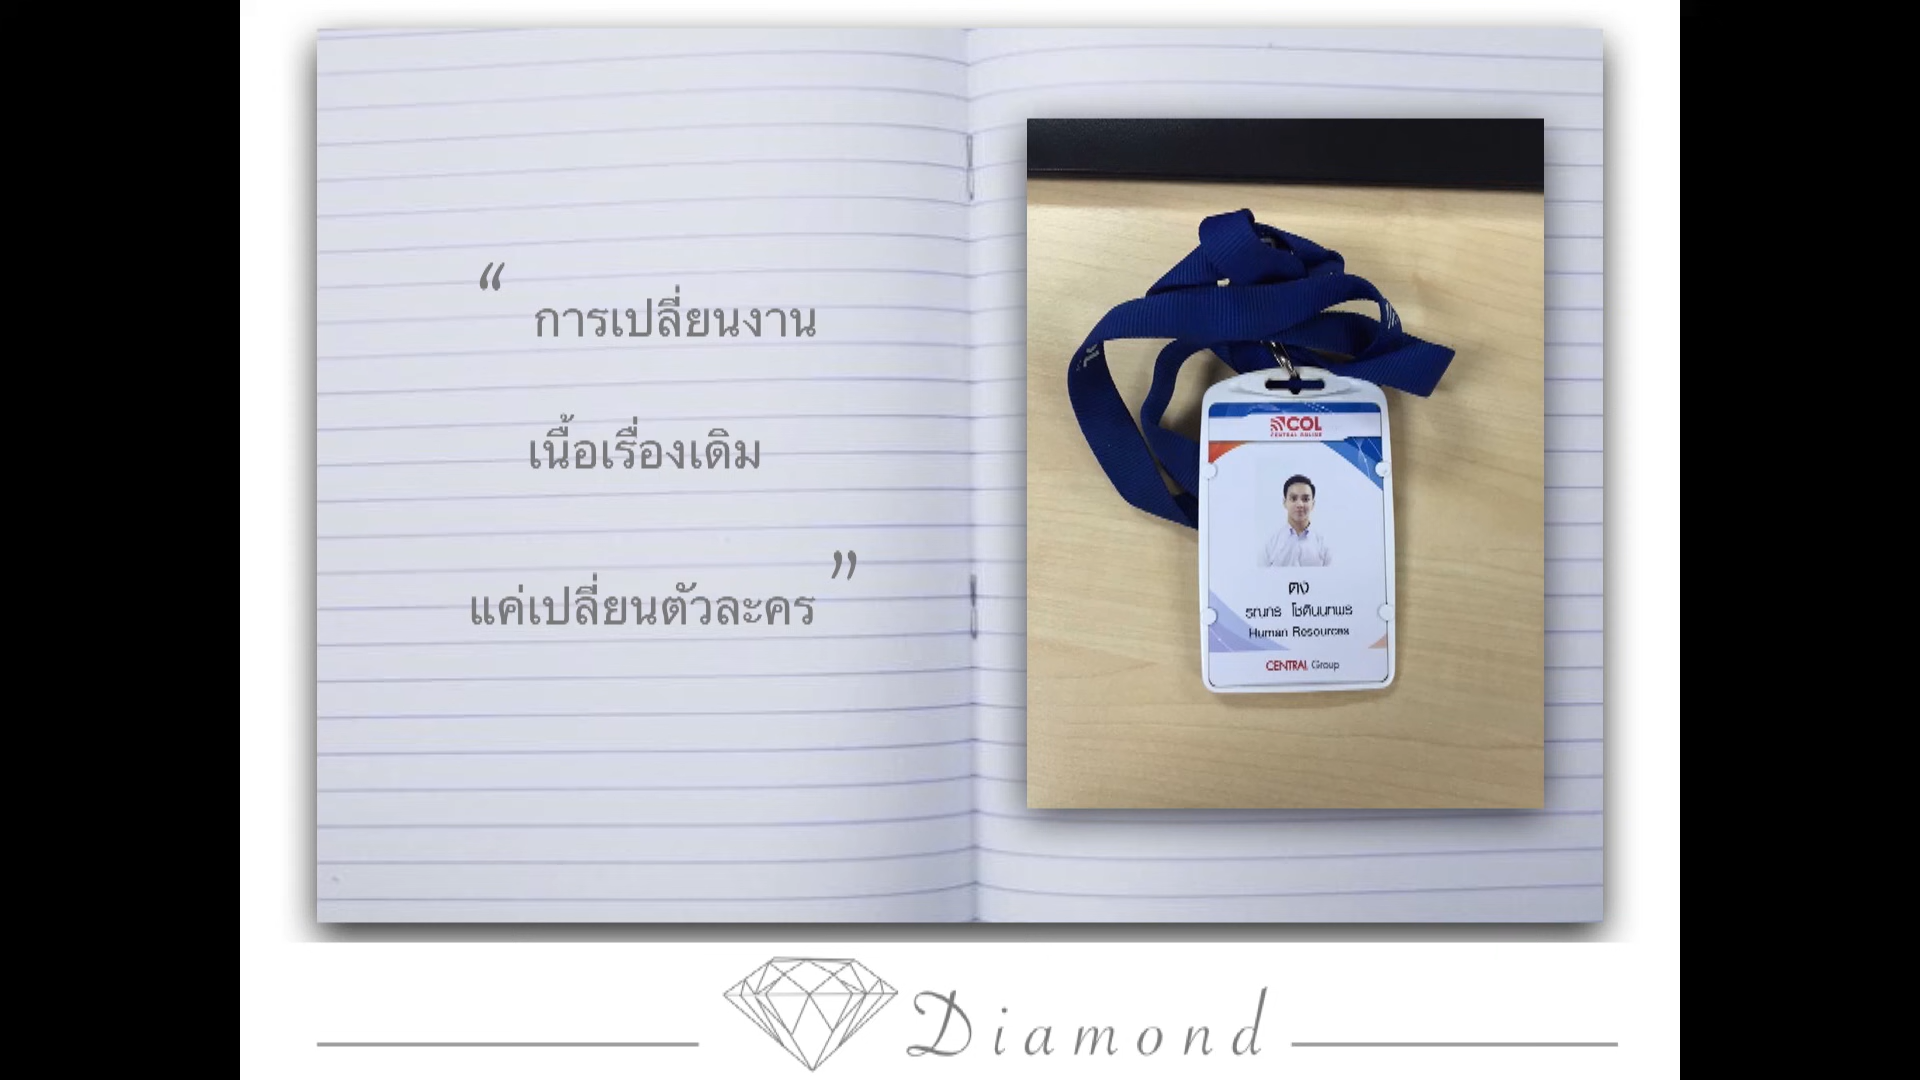 “ การเปลี่ยนงาน
เนื้อเรื่องเดิม
แค่เปลี่ยนตัวละคร ”
COL
CENTRAL ONLINE
ตง
Human Resources
CENTRAL Group
Diamond